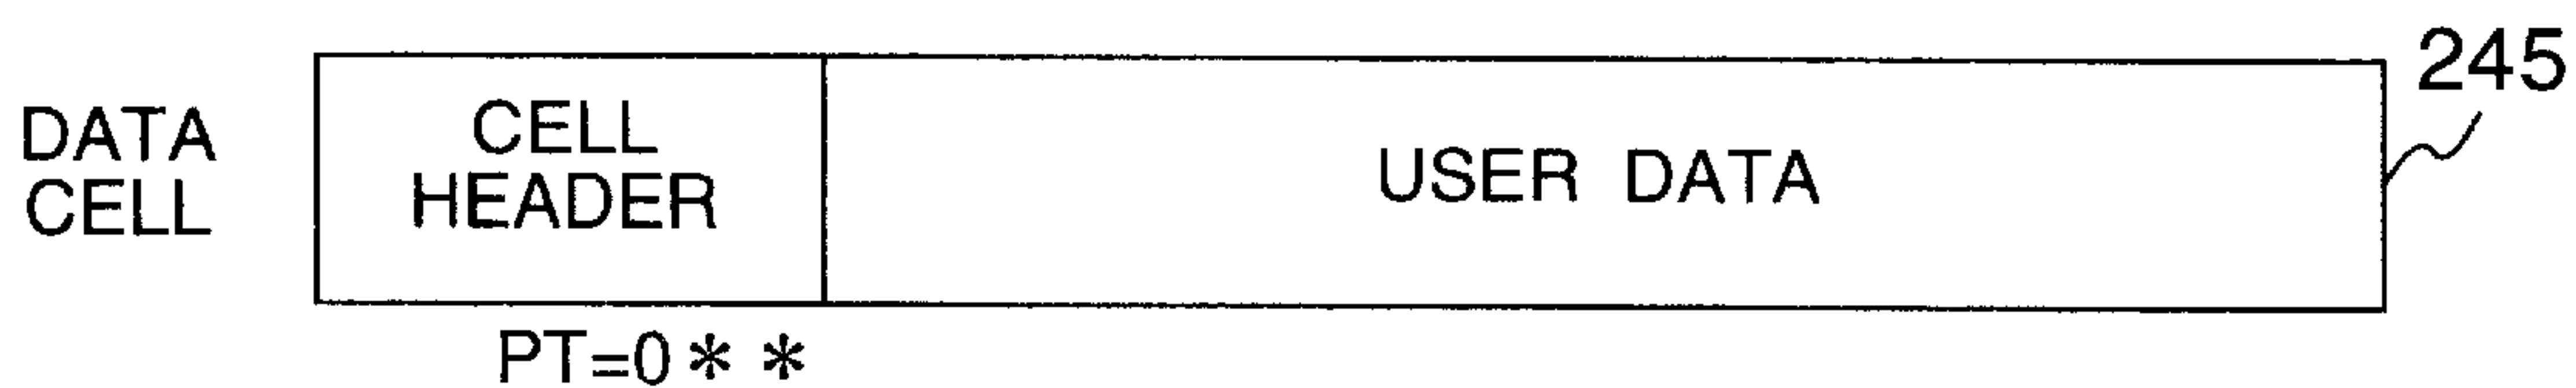 DATA
CELL
CELL
HEADER
USER DATA
245
PT=0**